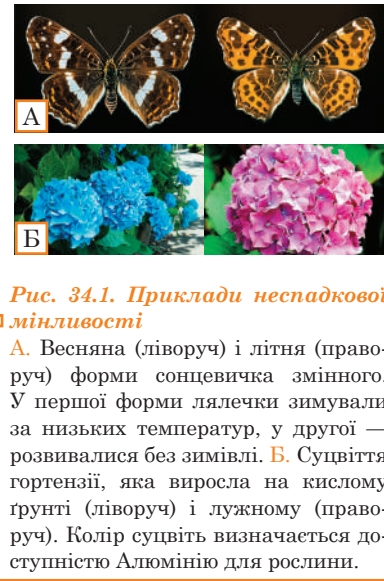 А
Б
Рис. 34.1. Приклади неспадкової
мінливості
А. Весняна (ліворуч) і літня (право-
руч) форми сонцевичка змінного.
У першої форми лялечки зимували
за низьких температур, у другої —
розвивалися без зимівлі. Б. Суцвіття
гортензії, яка виросла на кислому
ґрунті (ліворуч) і лужному (право-
руч). Колір суцвіть визначається до-
ступністю Алюмінію для рослини.